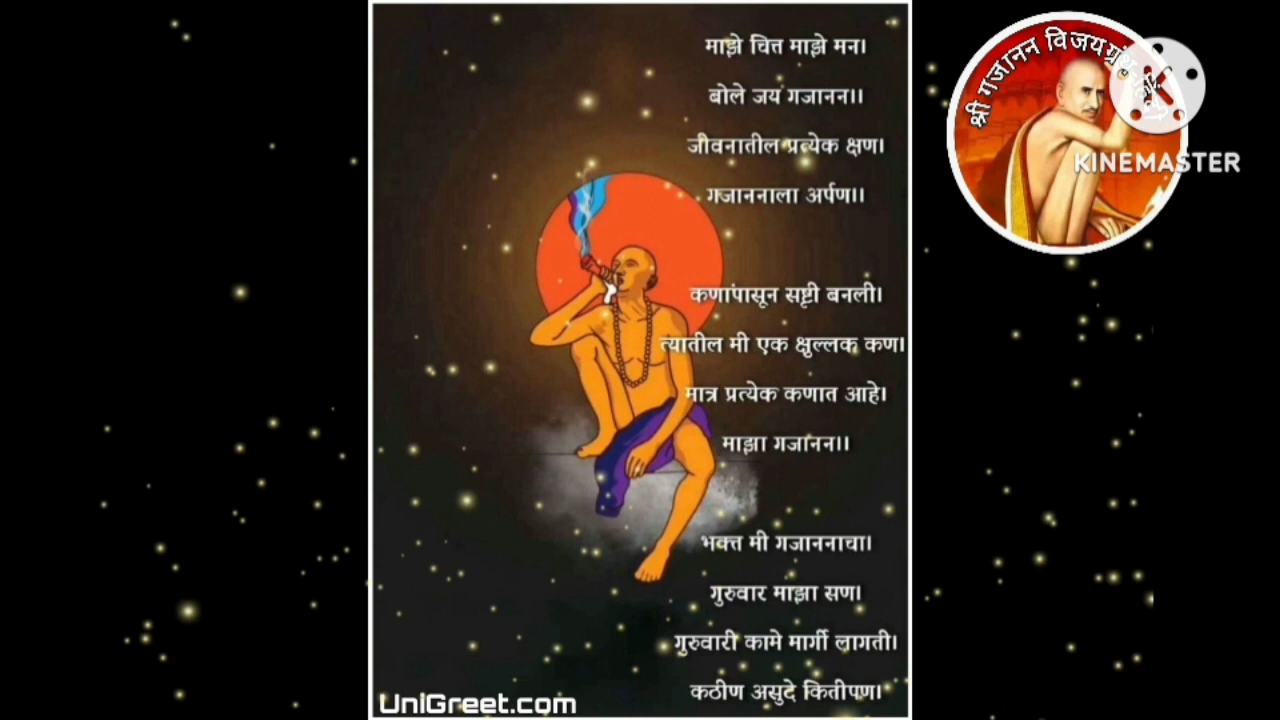 माझे चित्त माझे मन।
बोले जय गजानन।।
जीवनातील प्रत्येक क्षण।
गजाननाला अर्पण।।
कणांपासून सष्टी बनली।
त्यातील मी एक क्षुल्लक कण।
मात्र प्रत्येक कणात आहे।
माझा गजानन।।
भक्त मी गजाननाचा।
गुरुवार माझा सण।
गुरुवारी कामे मार्गी लागती।
कठीण असुदे कितीपण।
UniGreet.com
श्री गजानन विजय ग्रंथ
KINEMASTER